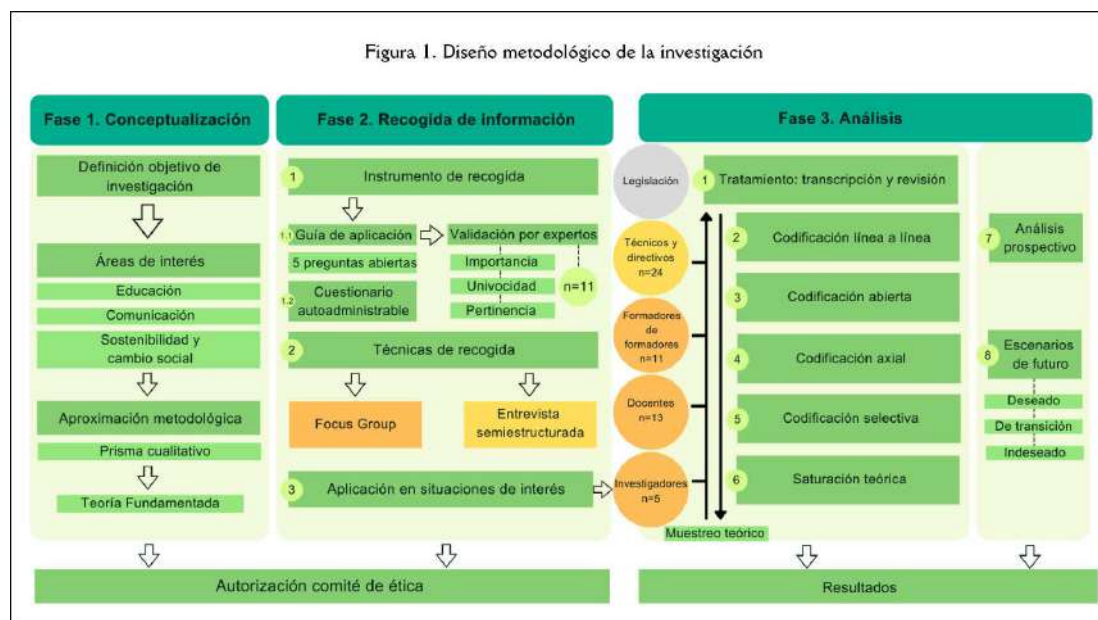 Figura 1. Diseño metodológico de la investigación
Fase 1. Conceptualización
Definición objetivo de
investigación
Áreas de interés
Educación
Comunicación
Sostenibilidad y
cambio social
Aproximación metodológica
Prisma cualitativo
Teoría Fundamentada
Fase 2. Recogida de información
1
Instrumento de recogida
1.1
Guía de aplicación
5 preguntas abiertas
1.2
Cuestionario
autoadministrable
Validación por expertos
Importancia
Univocidad
Pertinencia
n=11
2
Técnicas de recogida
Focus Group
Entrevista
semiestructurada
3
Aplicación en situaciones de interés
Autorización comité de ética
Fase 3. Análisis
Legislación
Técnicos y
directivos
n=24
Formadores
de
formadores
n=11
Docentes
n=13
Investigadores
n=5
Muestreo teórico
1
Tratamiento: transcripción y revisión
2
Codificación línea a línea
3
Codificación abierta
4
Codificación axial
5
Codificación selectiva
6
Saturación teórica
7
Análisis
prospectivo
8
Escenarios
de futuro
Deseado
De transición
Indeseado
Resultados